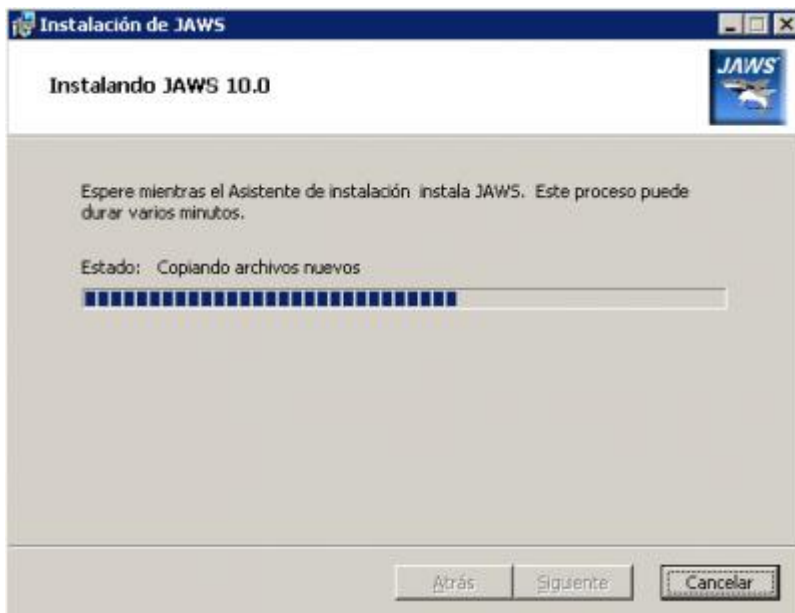 Instalación de JAWS
Instalando JAWS 10.0
JAWS
Espere mientras el Asistente de instalación instala JAWS. Este proceso puede
durar varios minutos.
Estado: Copiando archivos nuevos
Atrás Siguiente Cancelar